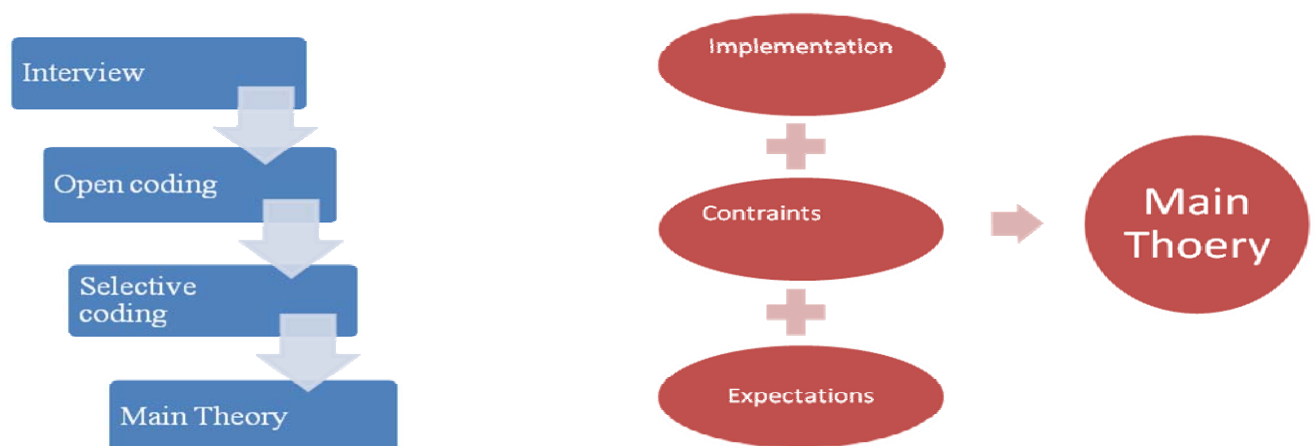 Interview
Open coding
Selective
coding
Main Theory
Implementation
Contraints
Expectations
Main
Thoery